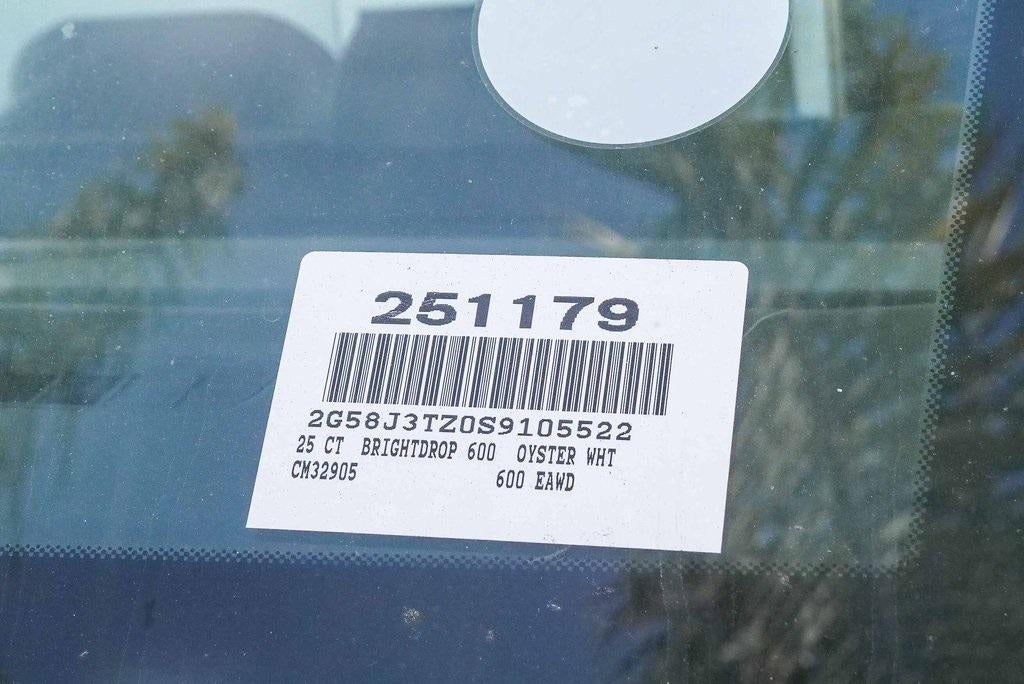 251179
2G58J3TZ0S9105522
25 CT BRIGHTDROP 600 OYSTER WHT
CM32905 600 EAWD